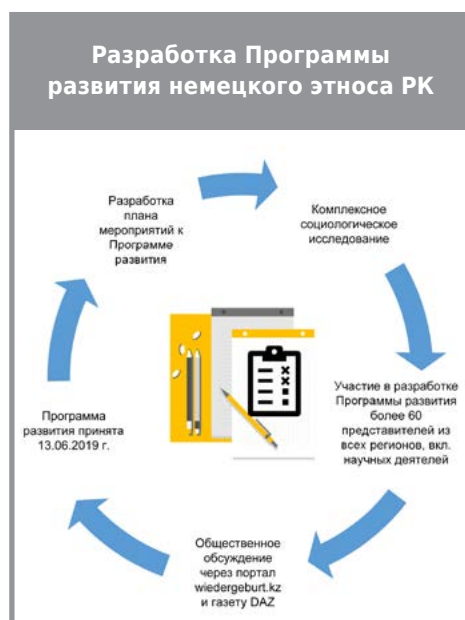 Разработка Программы
развития немецкого этноса РК
Разработка
плана
мероприятий к
Программе
развития
Комплексное
социологическое
исследование
Участие в разработке
Программы развития
более 60
представителей из
всех регионов, вкл.
научных деятелей
Общественное
обсуждение
через портал
wiedergeburt.kz
и газету DAZ
Программа
развития принята
13.06.2019 г.